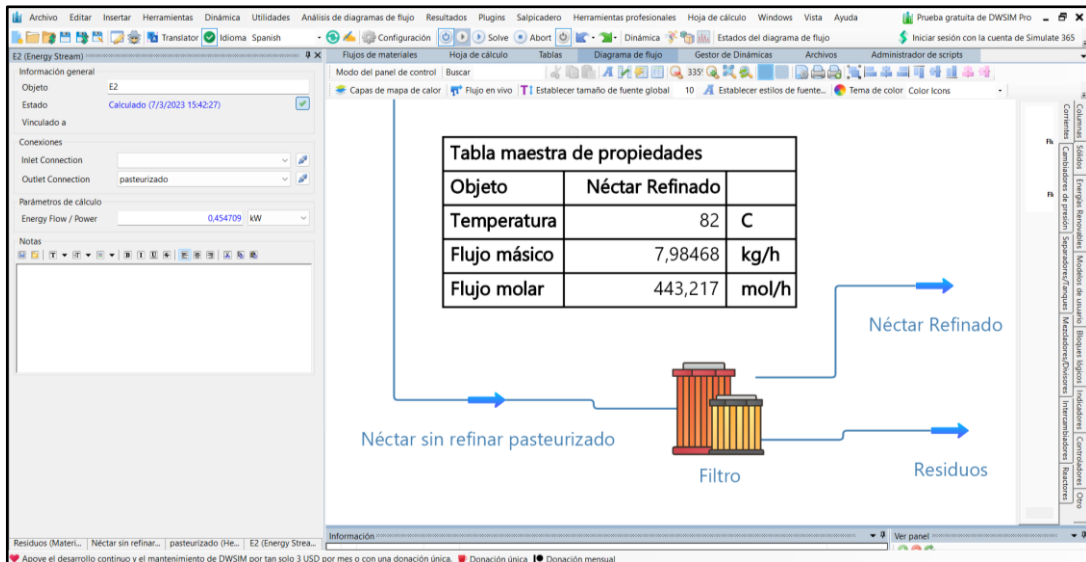 Archivo Editar Insertar Herramientas Dinámica Utilidades Análisis de diagramas de flujo Resultados Plugins Salpicadero Herramientas profesionales Hoja de cálculo Windows Vista Ayuda Prueba gratuita de DWSIM Pro
Translator Idioma Spanish Configuración Solve Abort Dinámica Estados del diagrama de flujo Iniciar sesión con la cuenta de Simulate 365
E2 (Energy Stream)
Información general
Objeto E2
Estado Calculado (7/3/2023 15:42:27)
Vinculado a
Conexiones
Inlet Connection
Outlet Connection pasteurizado
Parámetros de cálculo
Energy Flow / Power 0,454709 kW
Notas
Residuos (Materi... Néctar sin refinar... pasteurizado (He... E2 (Energy Strea...
Flujos de materiales Hoja de cálculo Tablas Diagrama de flujo Gestor de Dinámicas Archivos Administrador de scripts
Modo del panel de control Buscar 335%
Capas de mapa de calor Flujo en vivo Establecer tamaño de fuente global 10 Establecer estilos de fuente... Tema de color Color Icons
Tabla maestra de propiedades
Objeto Néctar Refinado
Temperatura 82 C
Flujo másico 7,98468 kg/h
Flujo molar 443,217 mol/h
Néctar Refinado
Néctar sin refinar pasteurizado
Filtro
Residuos
Columnas Sólidos Energías Renovables Modelos de usuario Bloques lógicos Indicadores Controladores Otro
Corrientes Cambiadores de presión Separadores/Tanques Mezcladores/Divisores Intercambiadores Reactores
Información
Ver panel
Apoye el desarrollo continuo y el mantenimiento de DWSIM por tan solo 3 USD por mes o con una donación única. Donación única Donación mensual